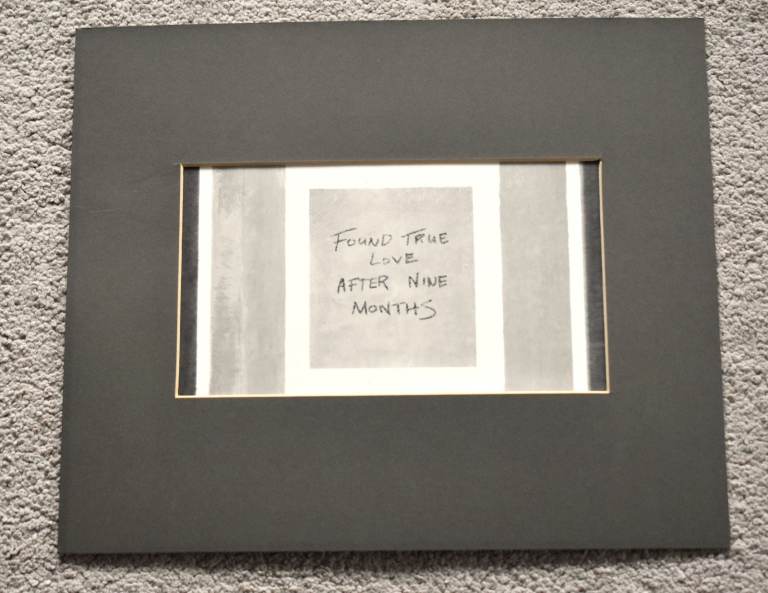 FOUND TRUE
LOVE
AFTER NINE
MONTHS